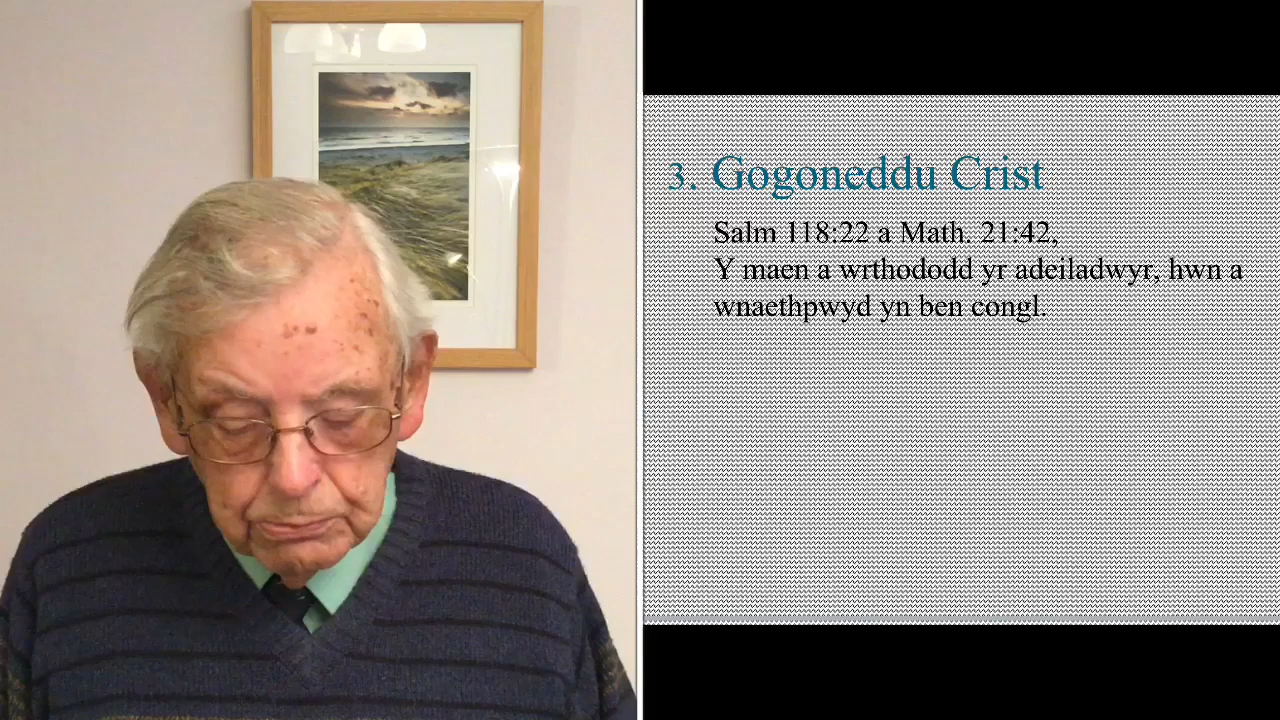 3. Gogoneddu Crist
Salm 118:22 a Math. 21:42,
Y maen a wrthododd yr adeiladwyr, hwn a
wnaethpwyd yn ben congl.